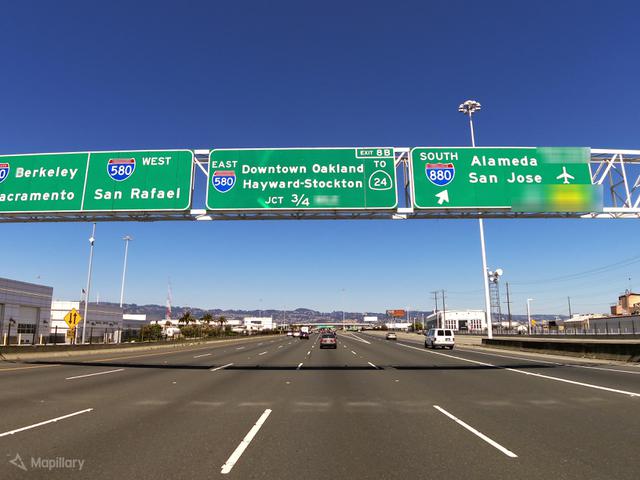 Berkeley
WEST
580
San Rafael
EXIT 8B
EAST
580
Downtown Oakland
Hayward-Stockton
JCT 3/4
TO
24
SOUTH
880
Alameda
San Jose
Mapillary